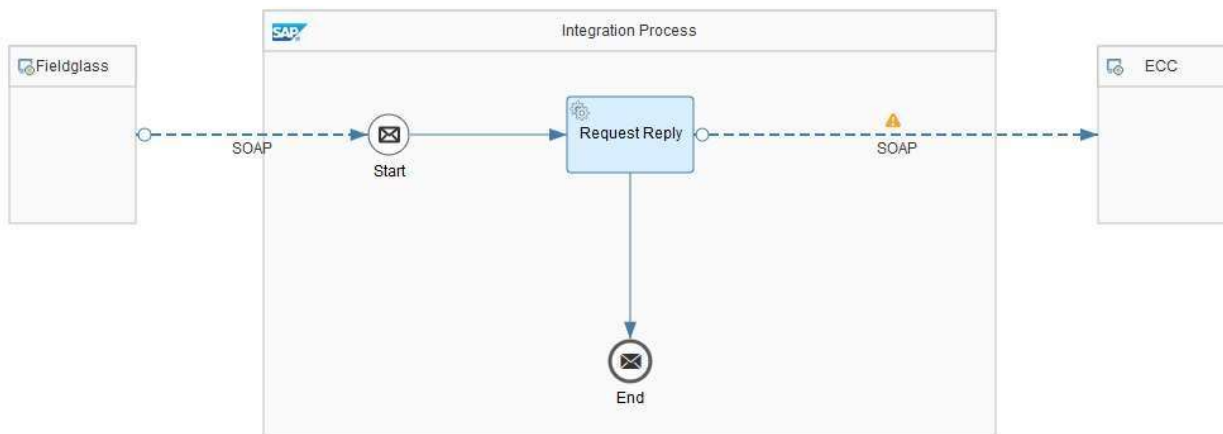 SAP
Integration Process
Fieldglass
ECC
Request Reply
SOAP
SOAP
Start
End